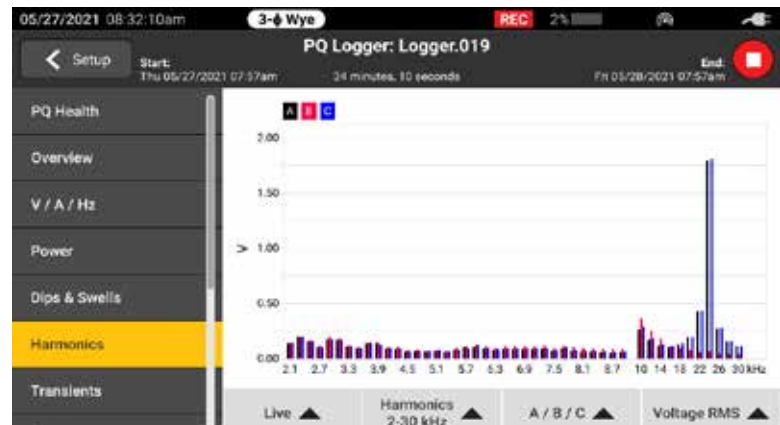 05/27/2021 08:32:10am 3-ϕ Wye REC 2%
Setup
PQ Logger: Logger.019
Start:
Thu 05/27/2021 07:57am
34 minutes, 10 seconds
End:
Fri 05/28/2021 07:57am
PQ Health
Overview
V / A / Hz
Power
Dips & Swells
Harmonics
Transients
A B C
2.00
1.50
1.00
0.50
0.00
V
2.1 2.7 3.3 3.9 4.5 5.1 5.7 6.3 6.9 7.5 8.1 8.7 10 14 18 22 26 30 kHz
Live
Harmonics
2-30 kHz
A / B / C
Voltage RMS